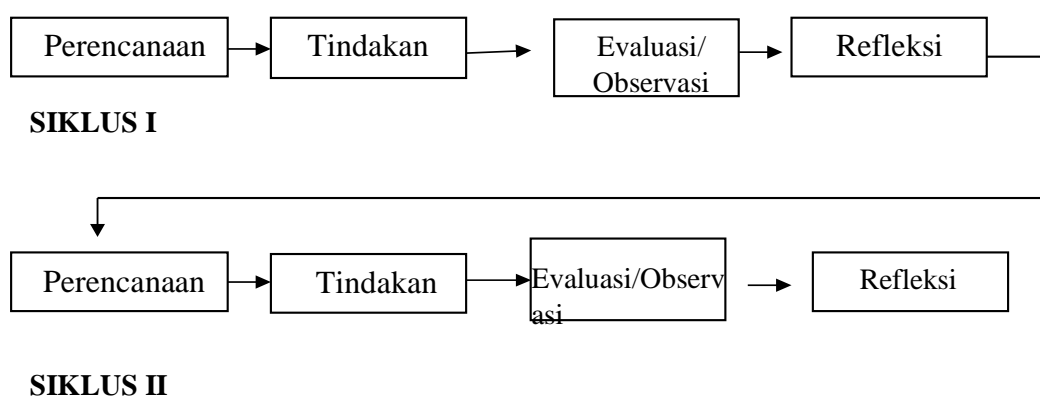 Perencanaan
Tindakan
Evaluasi/
Observasi
Refleksi
SIKLUS I
Perencanaan
Tindakan
Evaluasi/Observ
asi
Refleksi
SIKLUS II